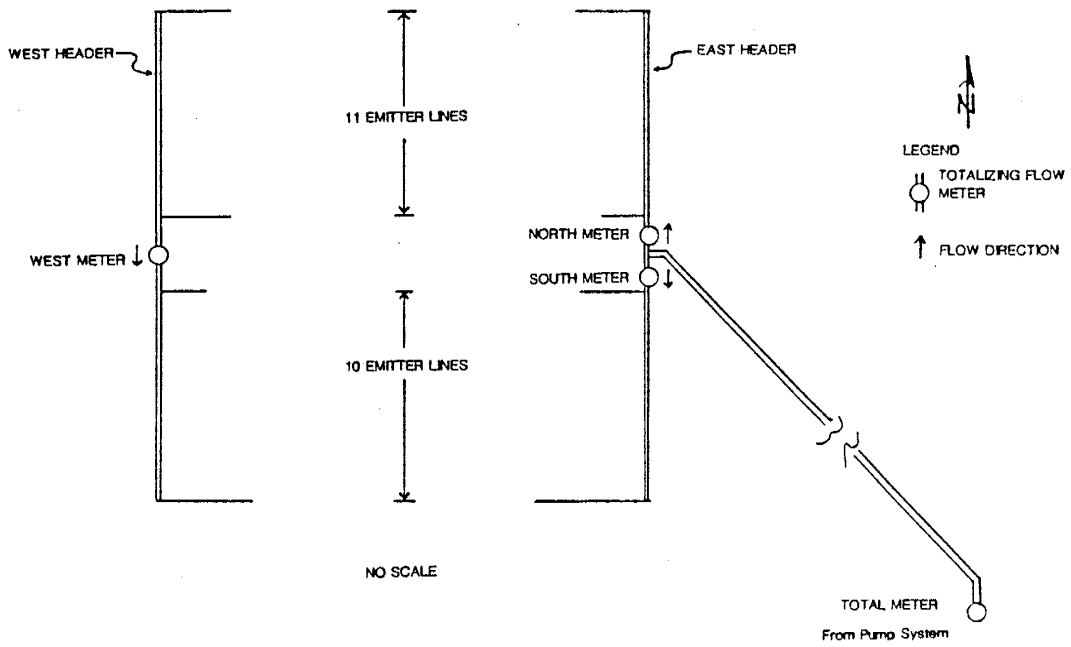 WEST HEADER
EAST HEADER
11 EMITTER LINES
N
LEGEND
TOTALIZING FLOW
METER
FLOW DIRECTION
NORTH METER
WEST METER
SOUTH METER
10 EMITTER LINES
NO SCALE
TOTAL METER
From Pump System